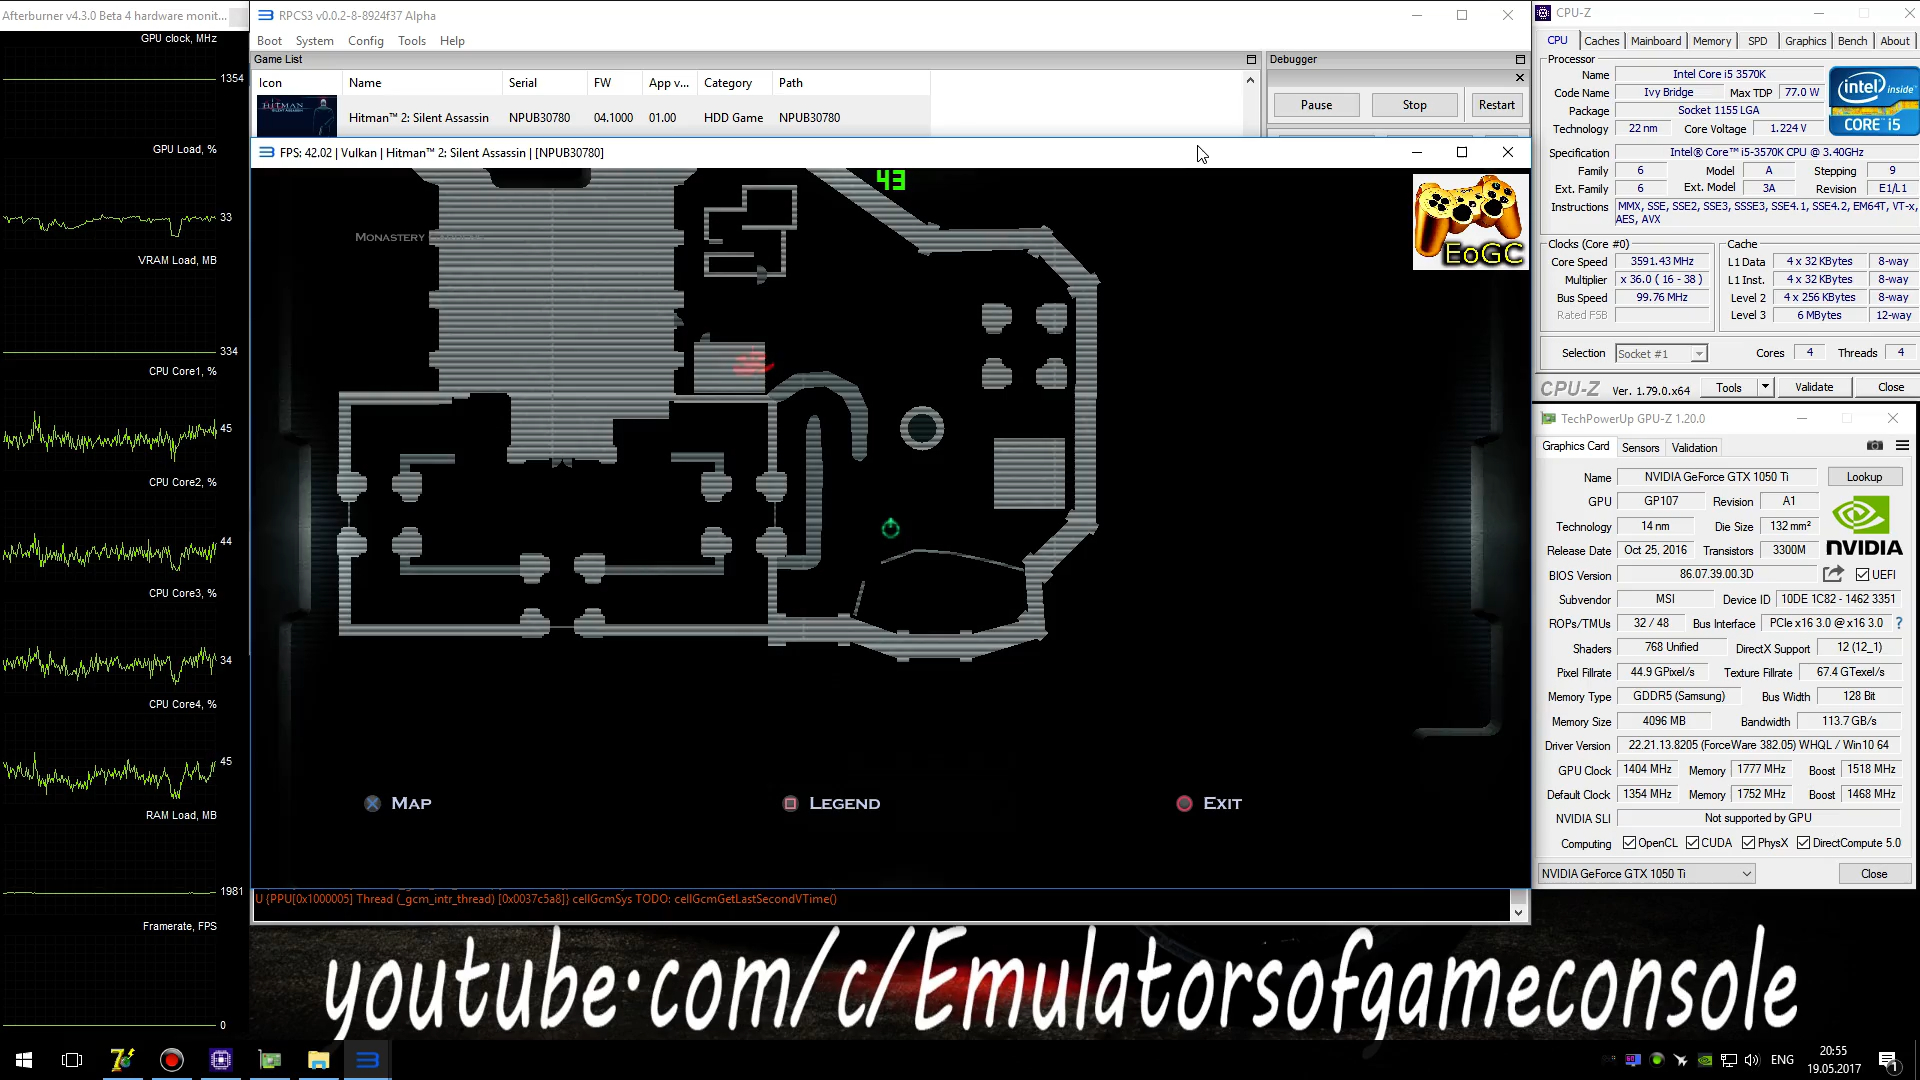 Afterburner v4.3.0 Beta 4 hardware monit...
GPU clock, MHz
1354
GPU Load, %
33
VRAM Load, MB
334
CPU Core1, %
45
CPU Core2, %
44
CPU Core3, %
34
CPU Core4, %
45
RAM Load, MB
1981
Framerate, FPS
0
RPCS3 v0.0.2-8-8924f37 Alpha
Boot System Config Tools Help
Game List
Icon Name Serial FW App v... Category Path
HITMAN
Hitman™ 2: Silent Assassin NPUB30780 04.1000 01.00 HDD Game NPUB30780
Debugger
Pause Stop Restart
FPS: 42.02 | Vulkan | Hitman™ 2: Silent Assassin | [NPUB30780]
43
EoGC
MONASTERY
MAP LEGEND EXIT
U {PPU[0x1000005] Thread (_gcm_intr_thread) [0x0037c5a8]} cellGcmSys TODO: cellGcmGetLastSecondVTime()
youtube.com/c/Emulatorsofgameconsole
CPU-Z
CPU Caches Mainboard Memory SPD Graphics Bench About
Processor
Name Intel Core i5 3570K
Code Name Ivy Bridge Max TDP 77.0 W
Package Socket 1155 LGA
Technology 22 nm Core Voltage 1.224 V
intel inside
CORE i5
Specification Intel® Core™ i5-3570K CPU @ 3.40GHz
Family 6 Model A Stepping 9
Ext. Family 6 Ext. Model 3A Revision E1/L1
Instructions MMX, SSE, SSE2, SSE3, SSSE3, SSE4.1, SSE4.2, EM64T, VT-x,
AES, AVX
Clocks (Core #0) Cache
Core Speed 3591.43 MHz L1 Data 4 x 32 KBytes 8-way
Multiplier x 36.0 ( 16 - 38 ) L1 Inst. 4 x 32 KBytes 8-way
Bus Speed 99.76 MHz Level 2 4 x 256 KBytes 8-way
Rated FSB Level 3 6 MBytes 12-way
Selection Socket #1 Cores 4 Threads 4
CPU-Z Ver. 1.79.0.x64 Tools Validate Close
TechPowerUp GPU-Z 1.20.0
Graphics Card Sensors Validation
Name NVIDIA GeForce GTX 1050 Ti Lookup
GPU GP107 Revision A1
Technology 14 nm Die Size 132 mm²
Release Date Oct 25, 2016 Transistors 3300M
NVIDIA
BIOS Version 86.07.39.00.3D UEFI
Subvendor MSI Device ID 10DE 1C82 - 1462 3351
ROPs/TMUs 32 / 48 Bus Interface PCIe x16 3.0 @ x16 3.0 ?
Shaders 768 Unified DirectX Support 12 (12_1)
Pixel Fillrate 44.9 GPixel/s Texture Fillrate 67.4 GTexel/s
Memory Type GDDR5 (Samsung) Bus Width 128 Bit
Memory Size 4096 MB Bandwidth 113.7 GB/s
Driver Version 22.21.13.8205 (ForceWare 382.05) WHQL / Win10 64
GPU Clock 1404 MHz Memory 1777 MHz Boost 1518 MHz
Default Clock 1354 MHz Memory 1752 MHz Boost 1468 MHz
NVIDIA SLI Not supported by GPU
Computing OpenCL CUDA PhysX DirectCompute 5.0
NVIDIA GeForce GTX 1050 Ti Close
ENG
20:55
19.05.2017
1